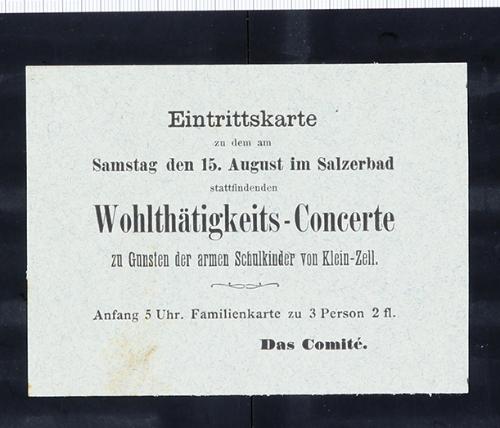 Eintrittskarte
zu dem am
Samstag den 15. August im Salzerbad
stattfindenden
Wohlthätigkeits-Concerte
zu Gunsten der armen Schulkinder von Klein-Zell.
Anfang 5 Uhr. Familienkarte zu 3 Person 2 fl.
Das Comité.